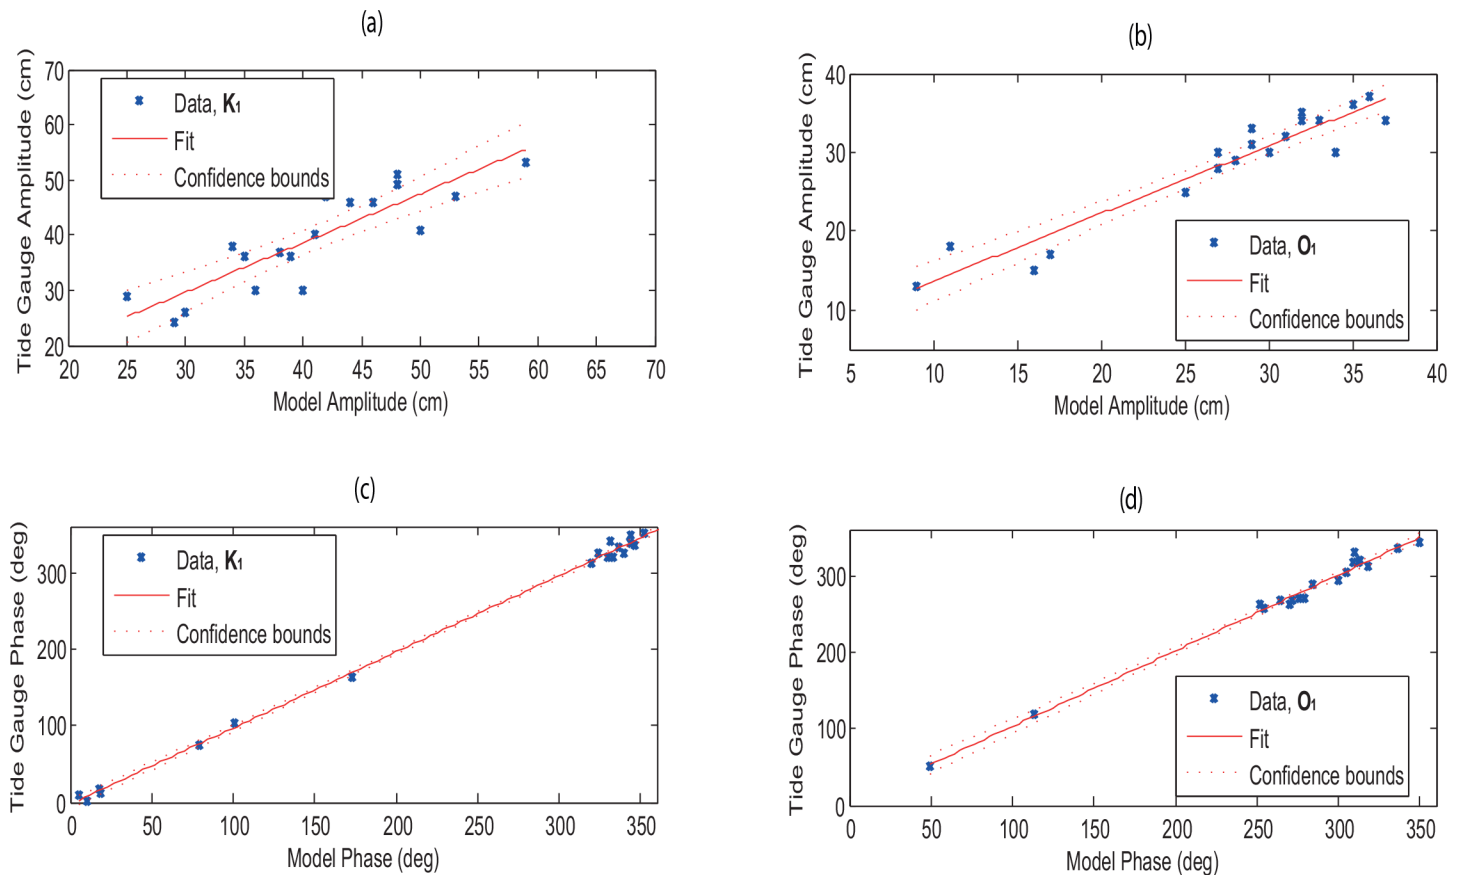 (a)
Tide Gauge Amplitude (cm)
70
60
50
40
30
20
Data, K1
Fit
Confidence bounds
20 25 30 35 40 45 50 55 60 65 70
Model Amplitude (cm)
(b)
Tide Gauge Amplitude (cm)
40
30
20
10
Data, O1
Fit
Confidence bounds
5 10 15 20 25 30 35 40
Model Amplitude (cm)
(c)
Tide Gauge Phase (deg)
300
200
100
0
Data, K1
Fit
Confidence bounds
0 50 100 150 200 250 300 350
Model Phase (deg)
(d)
Tide Gauge Phase (deg)
300
200
100
0
Data, O1
Fit
Confidence bounds
0 50 100 150 200 250 300 350
Model Phase (deg)